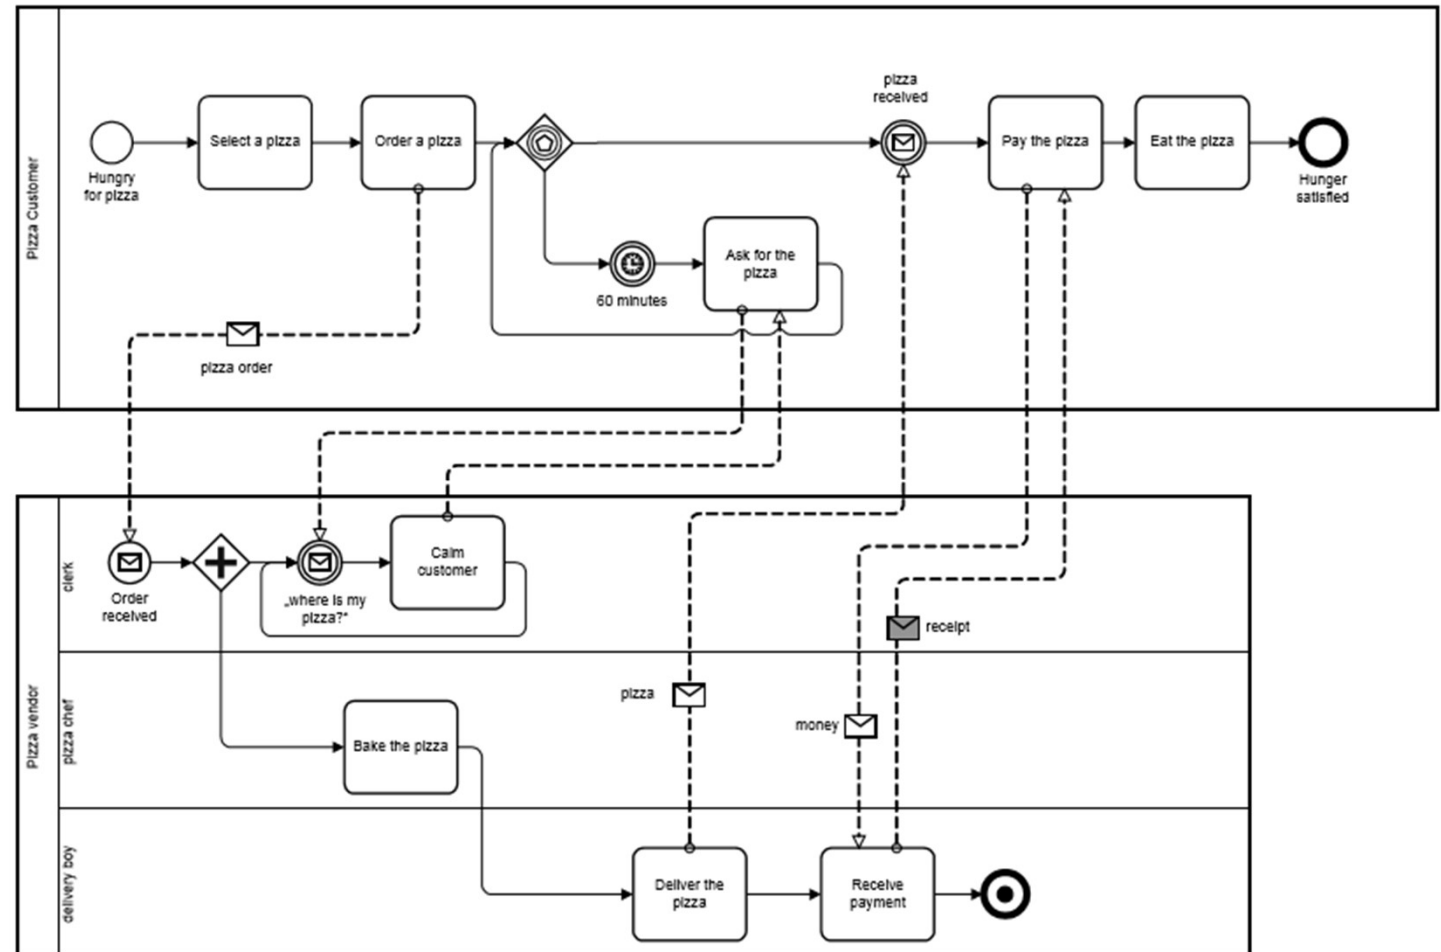 Pizza Customer
Hungry
for pizza
Select a pizza
Order a pizza
60 minutes
Ask for the
pizza
pizza
received
Pay the pizza
Eat the pizza
Hunger
satisfied
pizza order
Pizza vendor
clerk
Order
received
„where is my
pizza?“
Calm
customer
receipt
pizza chef
Bake the pizza
pizza
money
delivery boy
Deliver the
pizza
Receive
payment